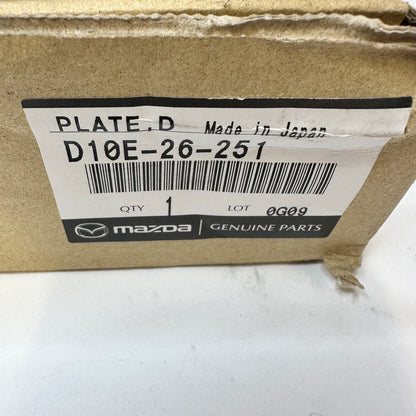 PLATE,D Made in Japan
D10E-26-251
QTY 1 LOT 0G09
mazda GENUINE PARTS